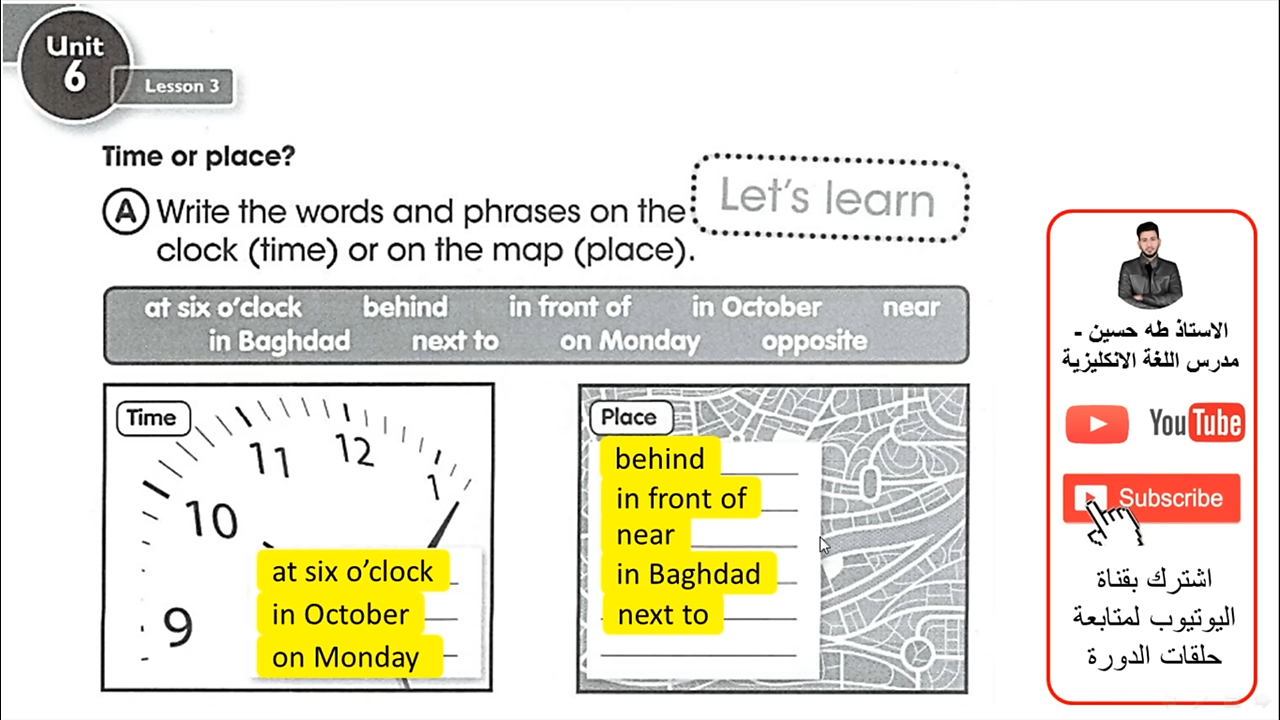 Unit
6
Lesson 3
Time or place?
A Write the words and phrases on the
clock (time) or on the map (place).
Let's learn
at six o'clock behind in front of in October near
in Baghdad next to on Monday opposite
Time
11 12 1
10
9
at six o'clock
in October
on Monday
Place
behind
in front of
near
in Baghdad
next to
الاستاذ طه حسين -
مدرس اللغة الانكليزية
YouTube
Subscribe
اشترك بقناة
اليوتيوب لمتابعة
حلقات الدورة